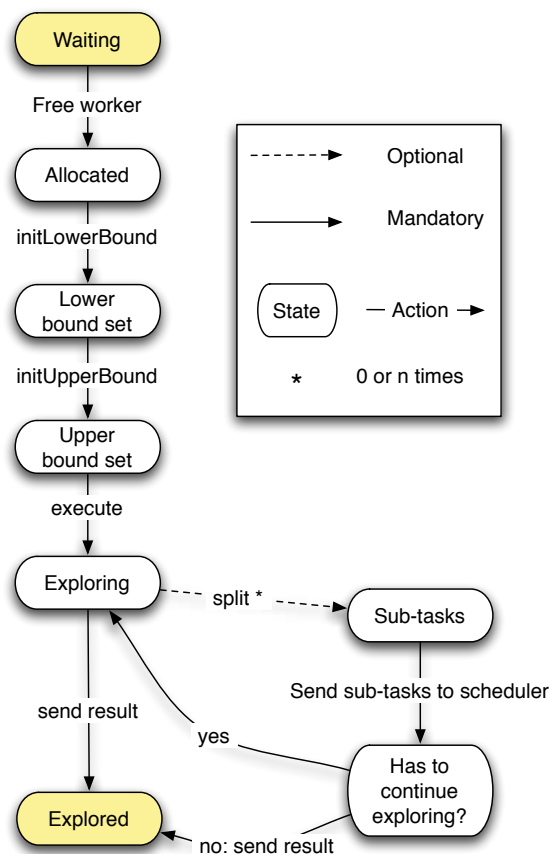 Waiting
Free worker
Allocated
initLowerBound
Lower
bound set
initUpperBound
Upper
bound set
execute
Exploring
send result
Explored
Optional
Mandatory
State
Action
*
0 or n times
split *
Sub-tasks
Send sub-tasks to scheduler
Has to
continue
exploring?
yes
no: send result